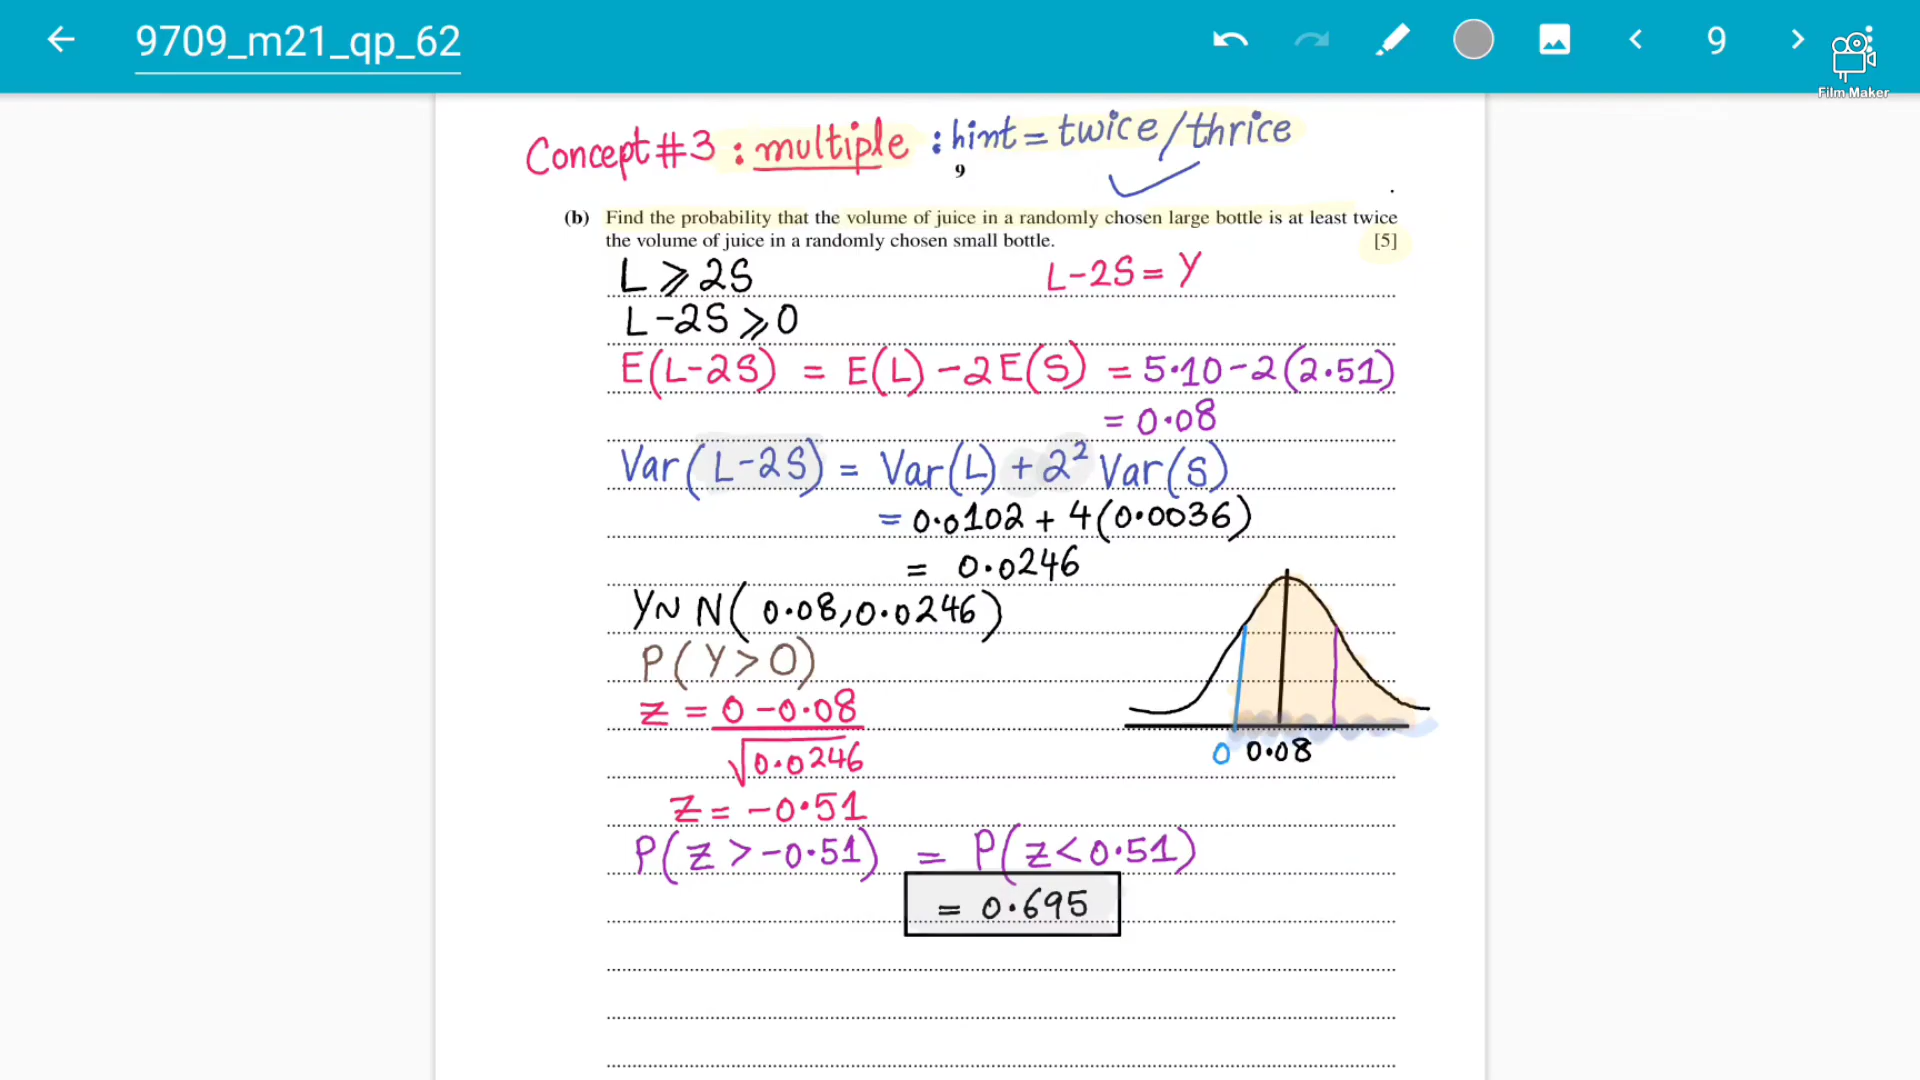 9709_m21_qp_62
9
Film Maker
Concept #3 : multiple : hint = twice/thrice
9
(b) Find the probability that the volume of juice in a randomly chosen large bottle is at least twice
the volume of juice in a randomly chosen small bottle. [5]
L ⩾ 2S L-2S = Y
L-2S ⩾ 0
E(L-2S) = E(L) - 2E(S) = 5·10 - 2(2·51)
= 0·08
Var(L-2S) = Var(L) + 2² Var(S)
= 0·0102 + 4(0·0036)
= 0·0246
Y~N(0·08,0·0246)
P(Y>0)
z = 0-0·08
√0·0246
0 0·08
z = -0·51
P(z > -0·51) = P(z < 0·51)
= 0·695